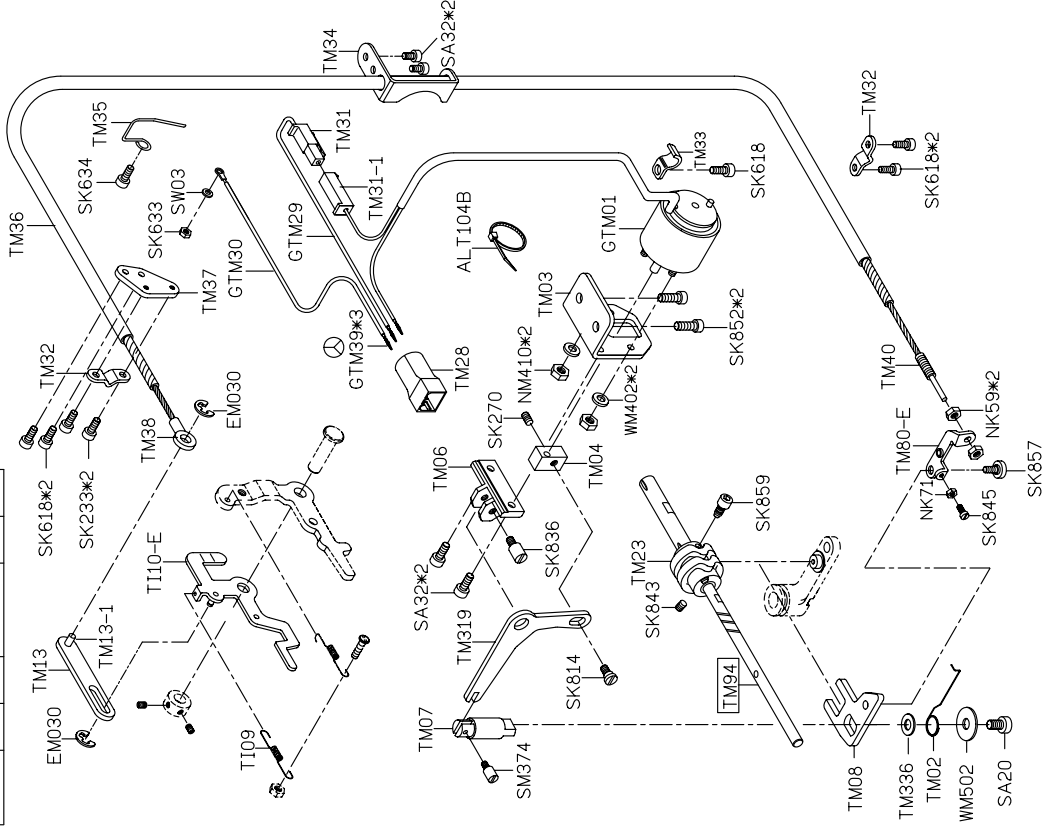 TM34
SA32*2
TM36
TM35
SK634
SW03
SK633
TM31
TM31-1
GTM29
GTM30
TM37
TM32
SK618*2
SK233*2
TM38
EM030
GTM39*3
TM28
ALT104B
GTM01
TM33
SK618
TM32
SK618*2
TM03
SK852*2
NM410*2
WM402*2
SK270
TM04
TM06
SA32*2
SK836
TM319
SK814
TM07
SM374
TM13
TM13-1
EM030
TI10-E
TI09
TM23
SK859
SK843
TM94
TM40
NK59*2
TM80-E
NK71
SK845
SK857
TM08
TM336
TM02
WM502
SA20